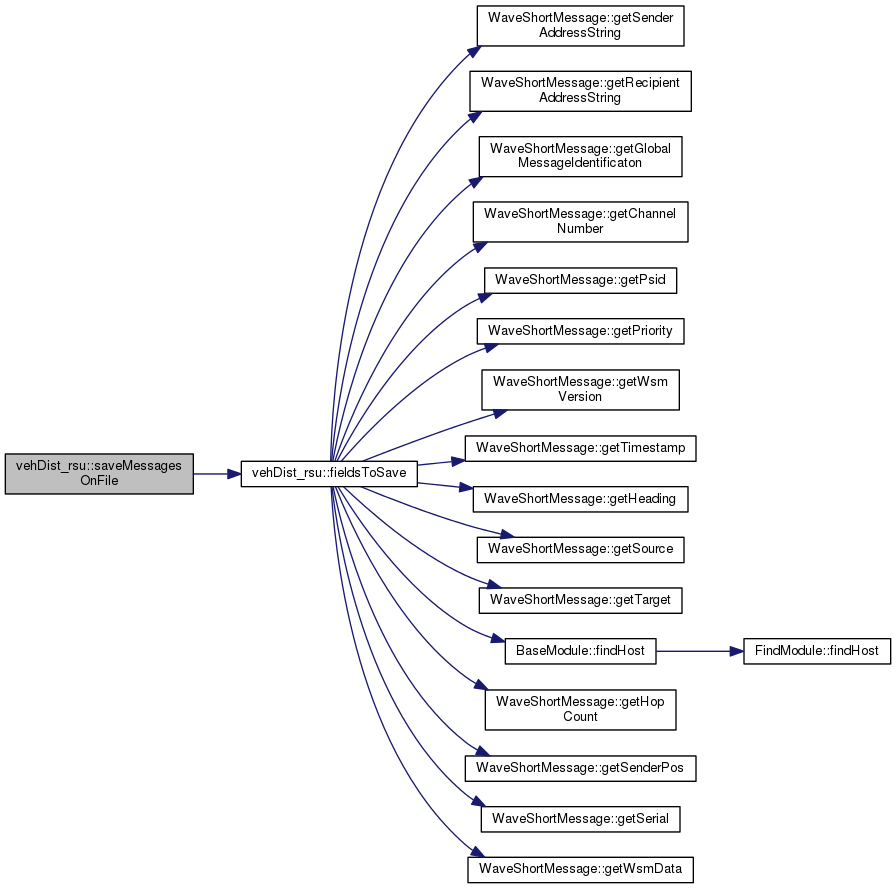 WaveShortMessage::getSender
AddressString
WaveShortMessage::getRecipient
AddressString
WaveShortMessage::getGlobal
MessageIdentificaton
WaveShortMessage::getChannel
Number
WaveShortMessage::getPsid
WaveShortMessage::getPriority
WaveShortMessage::getWsm
Version
vehDist_rsu::saveMessages
OnFile
vehDist_rsu::fieldsToSave
WaveShortMessage::getTimestamp
WaveShortMessage::getHeading
WaveShortMessage::getSource
WaveShortMessage::getTarget
BaseModule::findHost
FindModule::findHost
WaveShortMessage::getHop
Count
WaveShortMessage::getSenderPos
WaveShortMessage::getSerial
WaveShortMessage::getWsmData